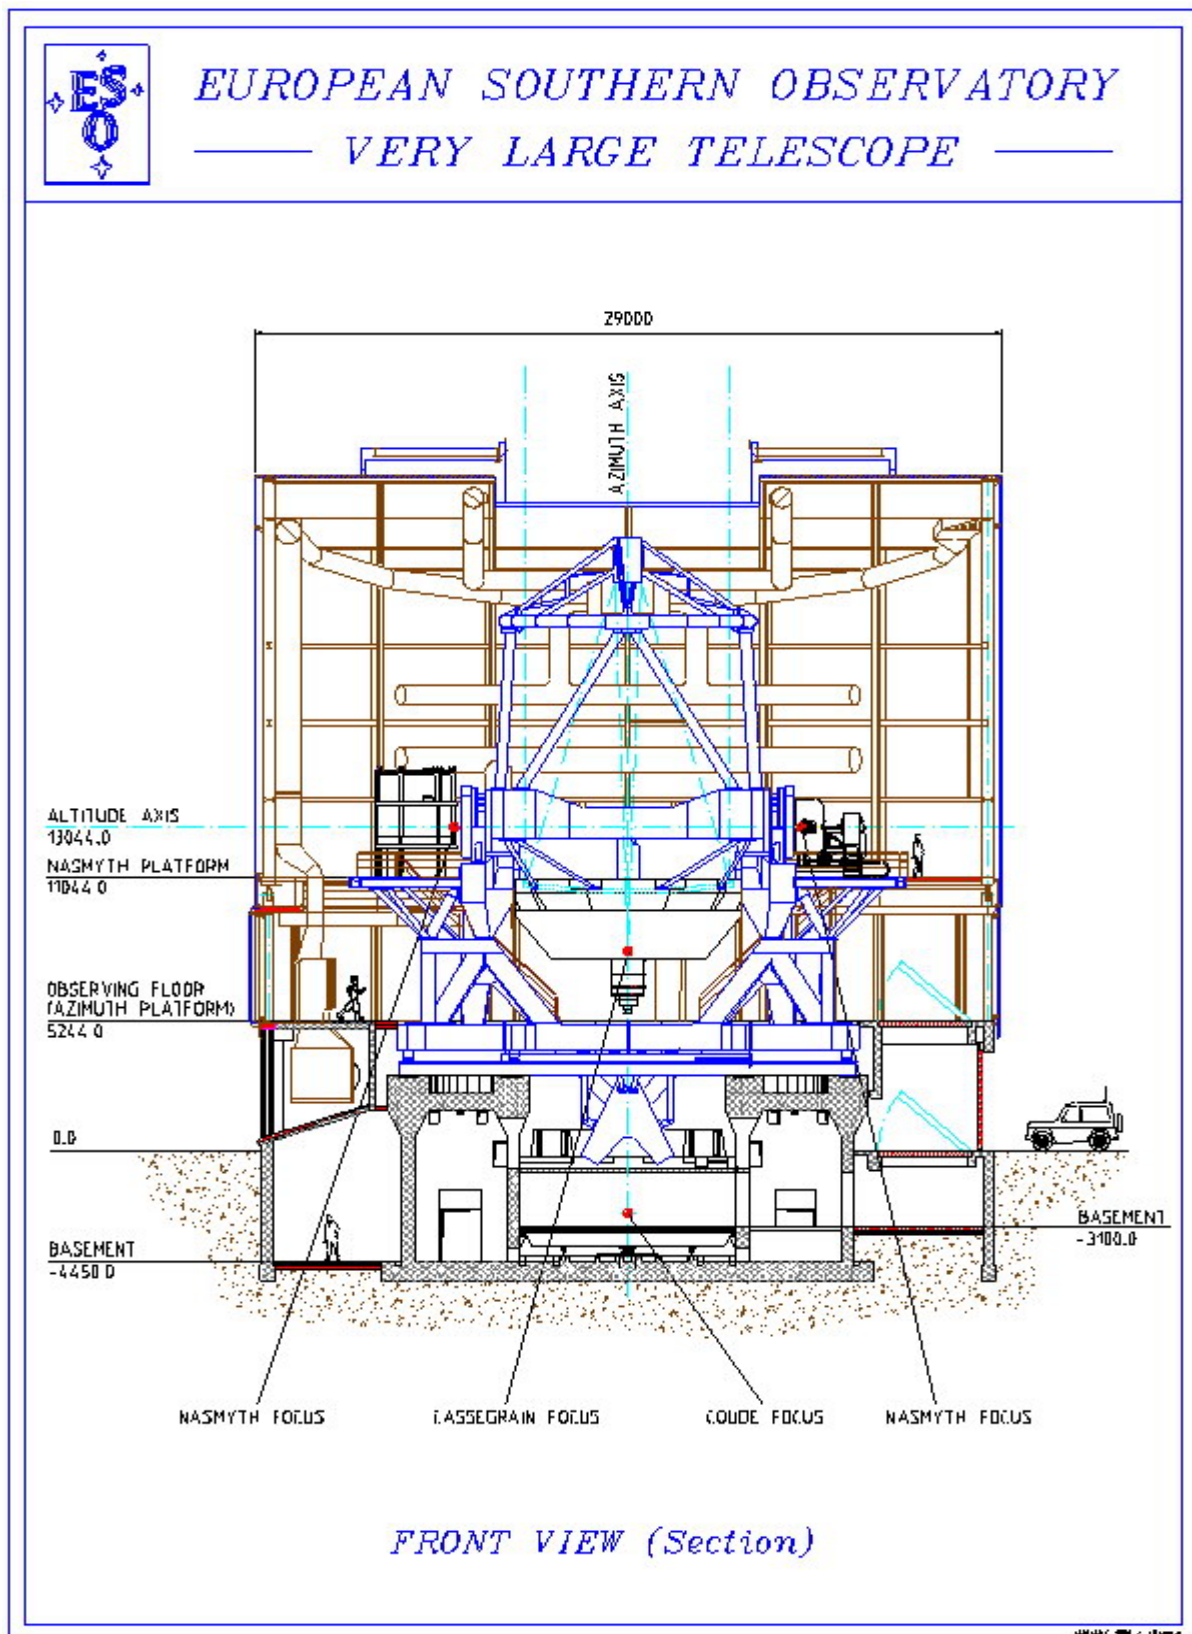 ESO
EUROPEAN SOUTHERN OBSERVATORY
VERY LARGE TELESCOPE
29000
AZIMUTH AXIS
ALTITUDE AXIS
13044.0
NASMYTH PLATFORM
11044.0
OBSERVING FLOOR
(AZIMUTH PLATFORM)
5244.0
0.0
BASEMENT
-4450.0
BASEMENT
-3100.0
NASMYTH FOCUS
CASSEGRAIN FOCUS
COUDE FOCUS
NASMYTH FOCUS
FRONT VIEW (Section)